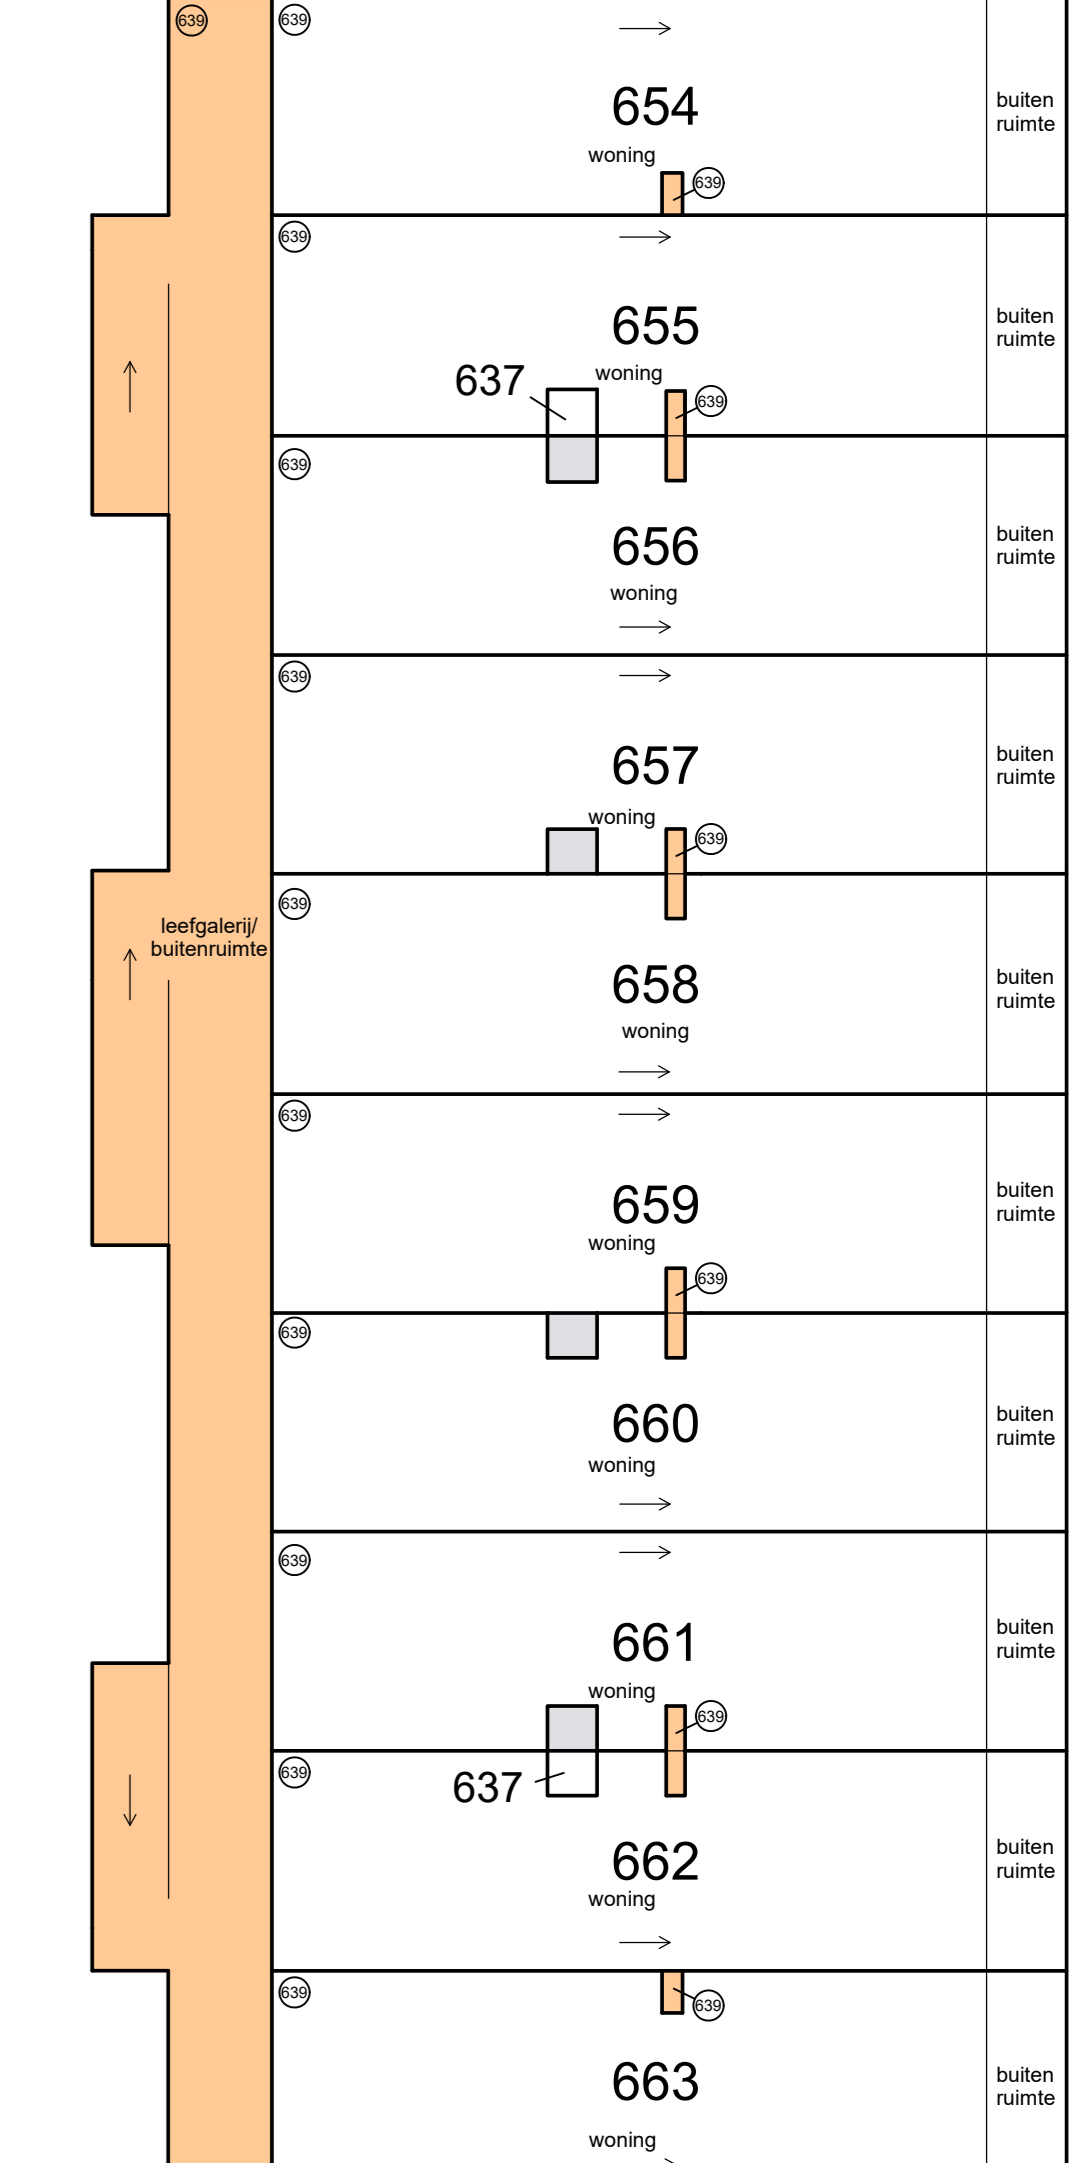 639
639
654
woning
639
buiten
ruimte
639
655
woning
637
639
buiten
ruimte
639
656
woning
buiten
ruimte
639
657
woning
639
buiten
ruimte
leefgalerij/
buitenruimte
639
658
woning
buiten
ruimte
639
659
woning
639
buiten
ruimte
639
660
woning
buiten
ruimte
639
661
woning
639
buiten
ruimte
639
637
662
woning
buiten
ruimte
639
639
663
woning
buiten
ruimte